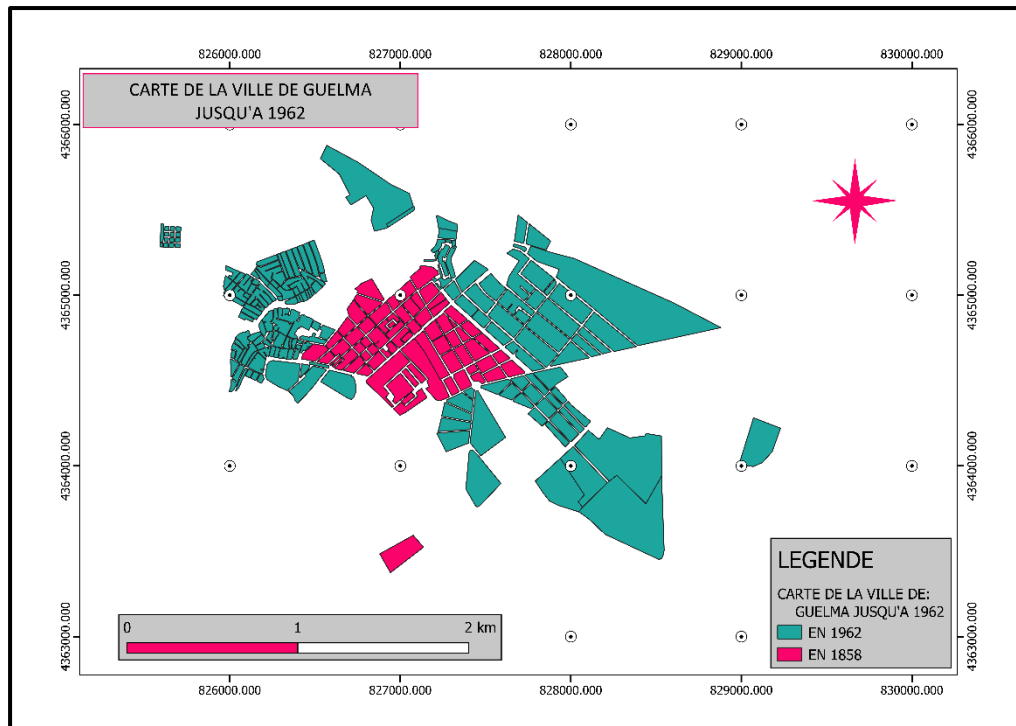 826000.000 827000.000 828000.000 829000.000 830000.000
CARTE DE LA VILLE DE GUELMA
JUSQU'A 1962
4366000.000 4366000.000
4365000.000 4365000.000
4364000.000 4364000.000
4363000.000 4363000.000
LEGENDE
CARTE DE LA VILLE DE:
GUELMA JUSQU'A 1962
EN 1962
EN 1858
0 1 2 km
826000.000 827000.000 828000.000 829000.000 830000.000